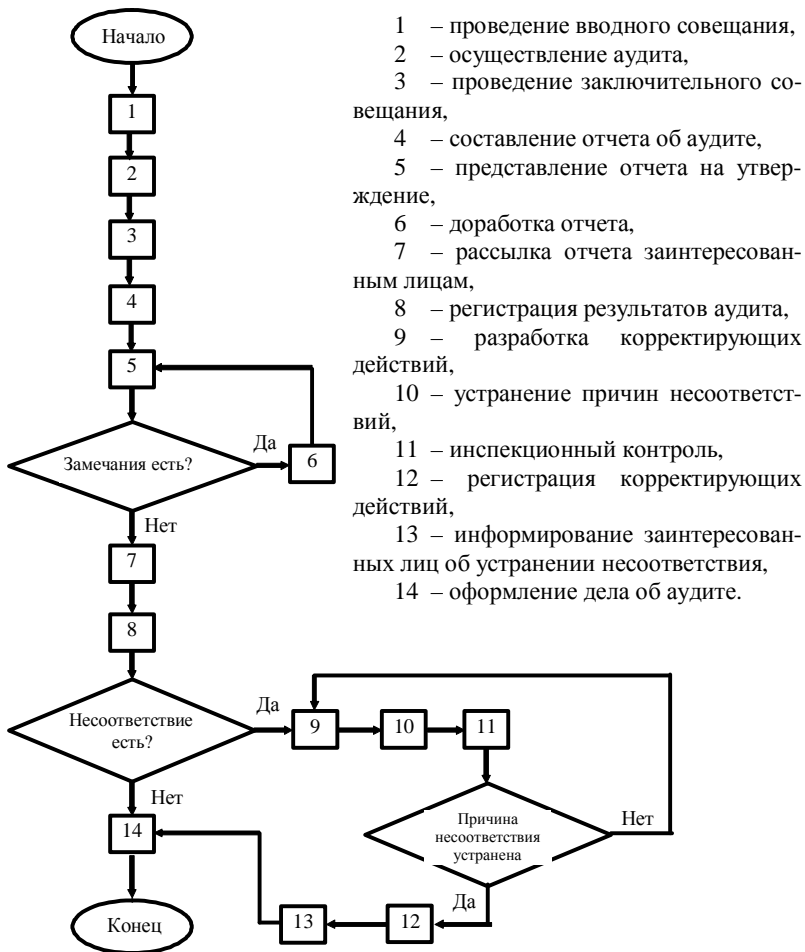 Начало
1
2
3
4
5
Замечания есть?
Да
6
Нет
7
8
Несоответствие
есть?
Да
9
10
11
Причина
несоответствия
устранена
Нет
Да
12
13
Нет
14
Конец
1 – проведение вводного совещания,
2 – осуществление аудита,
3 – проведение заключительного со-
вещания,
4 – составление отчета об аудите,
5 – представление отчета на утвер-
ждение,
6 – доработка отчета,
7 – рассылка отчета заинтересован-
ным лицам,
8 – регистрация результатов аудита,
9 – разработка корректирующих
действий,
10 – устранение причин несоответст-
вий,
11 – инспекционный контроль,
12 – регистрация корректирующих
действий,
13 – информирование заинтересован-
ных лиц об устранении несоответствия,
14 – оформление дела об аудите.